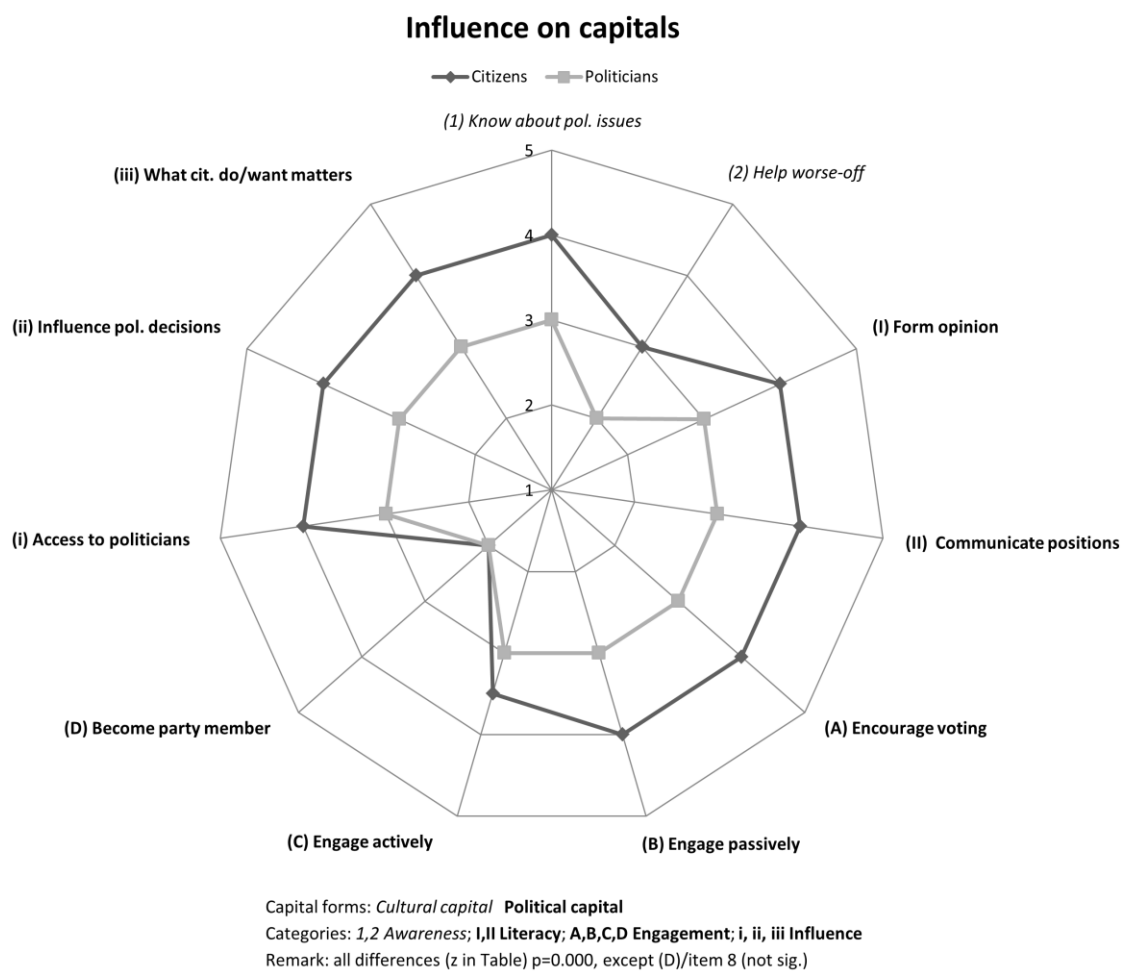 Influence on capitals
Citizens Politicians
(1) Know about pol. issues
5
(iii) What cit. do/want matters
(2) Help worse-off
4
(ii) Influence pol. decisions
3
(I) Form opinion
2
1
(i) Access to politicians
(II) Communicate positions
(D) Become party member
(A) Encourage voting
(C) Engage actively
(B) Engage passively
Capital forms: Cultural capital Political capital
Categories: 1,2 Awareness; I,II Literacy; A,B,C,D Engagement; i, ii, iii Influence
Remark: all differences (z in Table) p=0.000, except (D)/item 8 (not sig.)